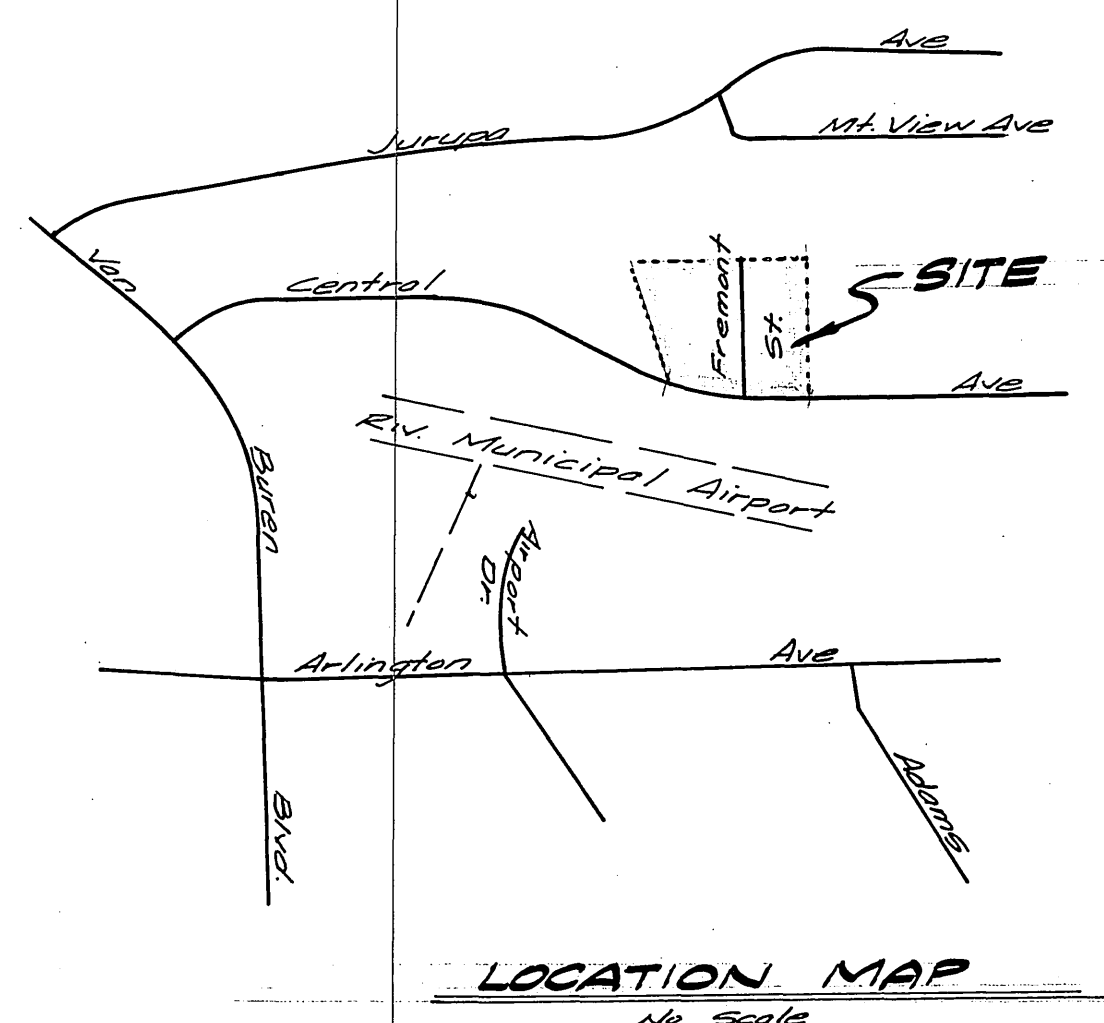 Ave
Jurupa
Mt. View Ave
Van
Central
Fremont
St.
SITE
Ave
Riv. Municipal Airport
Buren
Airport
Dr.
Arlington
Ave
Adams
Blvd.
LOCATION MAP
No Scale